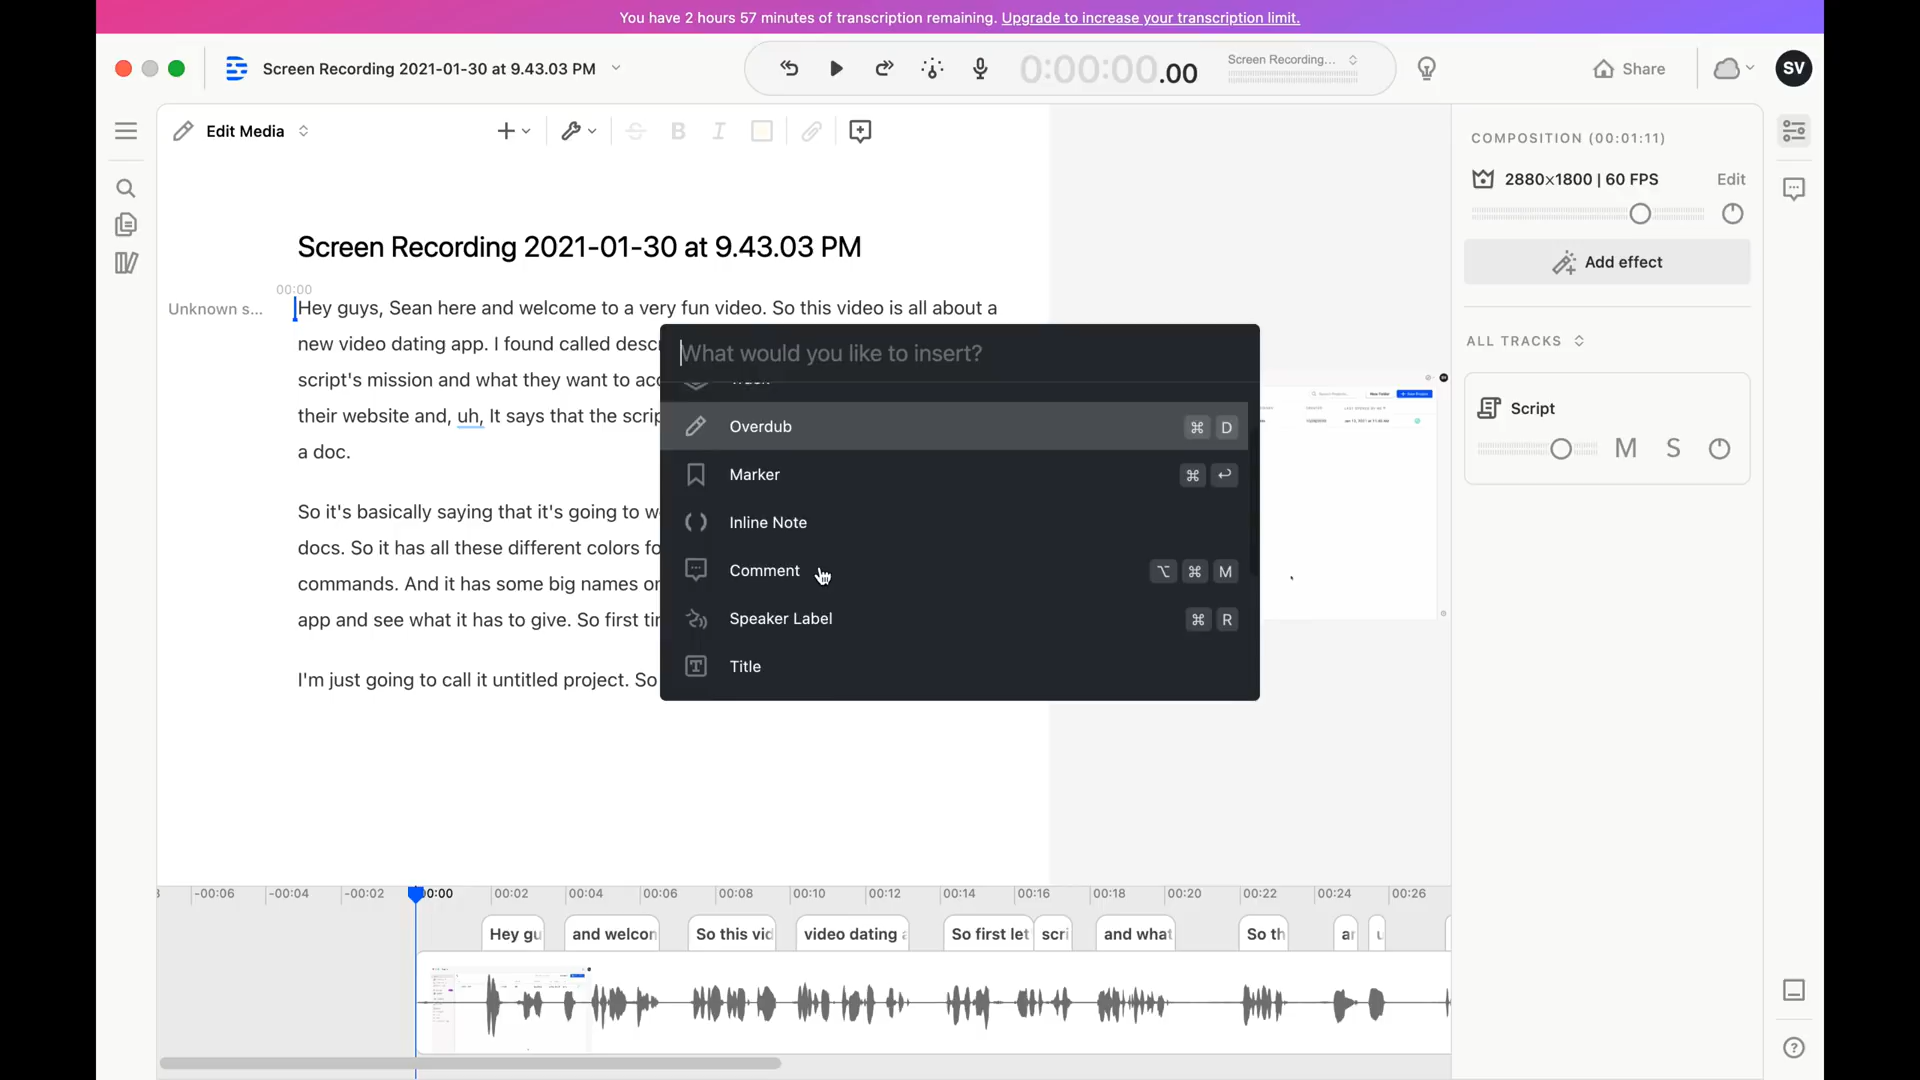 You have 2 hours 57 minutes of transcription remaining. Upgrade to increase your transcription limit.
Screen Recording 2021-01-30 at 9.43.03 PM
0:00:00:00.00
Screen Recording...
Share
SV
Edit Media
B I
COMPOSITION (00:01:11)
2880×1800 | 60 FPS
Edit
Add effect
Screen Recording 2021-01-30 at 9.43.03 PM
00:00
Unknown s...
Hey guys, Sean here and welcome to a very fun video. So this video is all about a
new video dating app. I found called descr
script's mission and what they want to acc
their website and, uh, It says that the scrip
a doc.
So it's basically saying that it's going to w
docs. So it has all these different colors fo
commands. And it has some big names or
app and see what it has to give. So first tir
I'm just going to call it untitled project. So
What would you like to insert?
Overdub ⌘ D
Marker ⌘ ↩
Inline Note
Comment ⌥ ⌘ M
Speaker Label ⌘ R
Title
ALL TRACKS
Script
M S
-00:06 -00:04 -00:02 00:00 00:02 00:04 00:06 00:08 00:10 00:12 00:14 00:16 00:18 00:20 00:22 00:24 00:26
Hey gu and welcon So this vid video dating So first let scri and what So th ar u